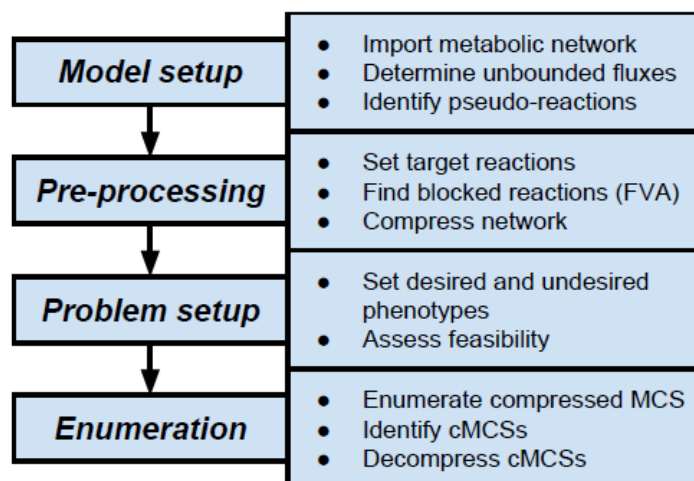 Model setup
● Import metabolic network
● Determine unbounded fluxes
● Identify pseudo-reactions
Pre-processing
● Set target reactions
● Find blocked reactions (FVA)
● Compress network
Problem setup
● Set desired and undesired
phenotypes
● Assess feasibility
Enumeration
● Enumerate compressed MCS
● Identify cMCSs
● Decompress cMCSs